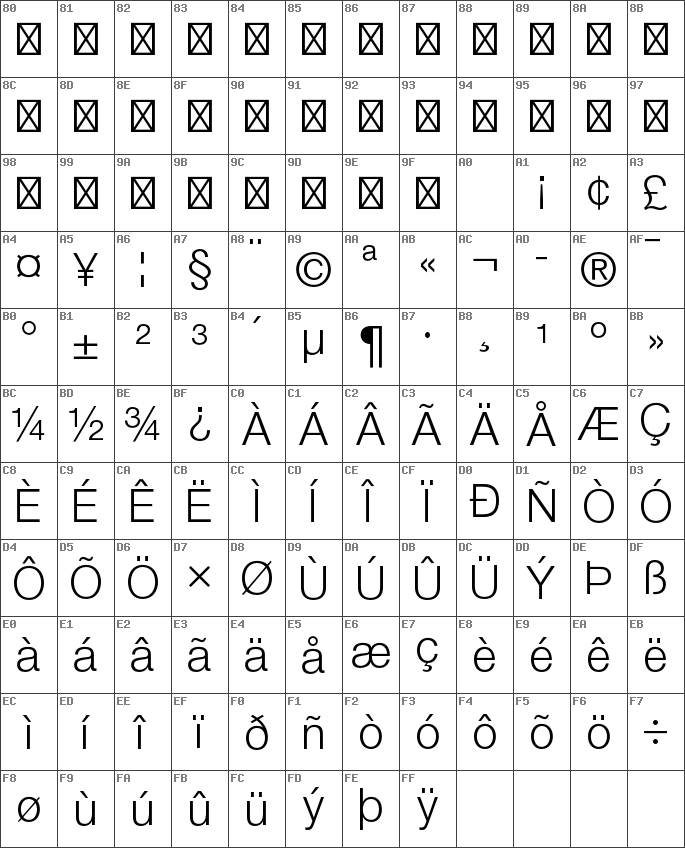 80 81 82 83 84 85 86 87 88 89 8A 8B
8C 8D 8E 8F 90 91 92 93 94 95 96 97
98 99 9A 9B 9C 9D 9E 9F A0 A1 A2 A3
¡ ¢ £
A4 A5 A6 A7 A8 A9 AA AB AC AD AE AF
¤ ¥ ¦ § ¨ © ª « ¬ - ® ¯
B0 B1 B2 B3 B4 B5 B6 B7 B8 B9 BA BB
° ± ² ³ ´ µ ¶ · ¸ ¹ º »
BC BD BE BF C0 C1 C2 C3 C4 C5 C6 C7
¼ ½ ¾ ¿ À Á Â Ã Ä Å Æ Ç
C8 C9 CA CB CC CD CE CF D0 D1 D2 D3
È É Ê Ë Ì Í Î Ï Ð Ñ Ò Ó
D4 D5 D6 D7 D8 D9 DA DB DC DD DE DF
Ô Õ Ö × Ø Ù Ú Û Ü Ý Þ ß
E0 E1 E2 E3 E4 E5 E6 E7 E8 E9 EA EB
à á â ã ä å æ ç è é ê ë
EC ED EE EF F0 F1 F2 F3 F4 F5 F6 F7
ì í î ï ð ñ ò ó ô õ ö ÷
F8 F9 FA FB FC FD FE FF
ø ù ú û ü ý þ ÿ